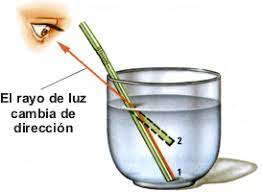 El rayo de luz
cambia de
dirección
2
1